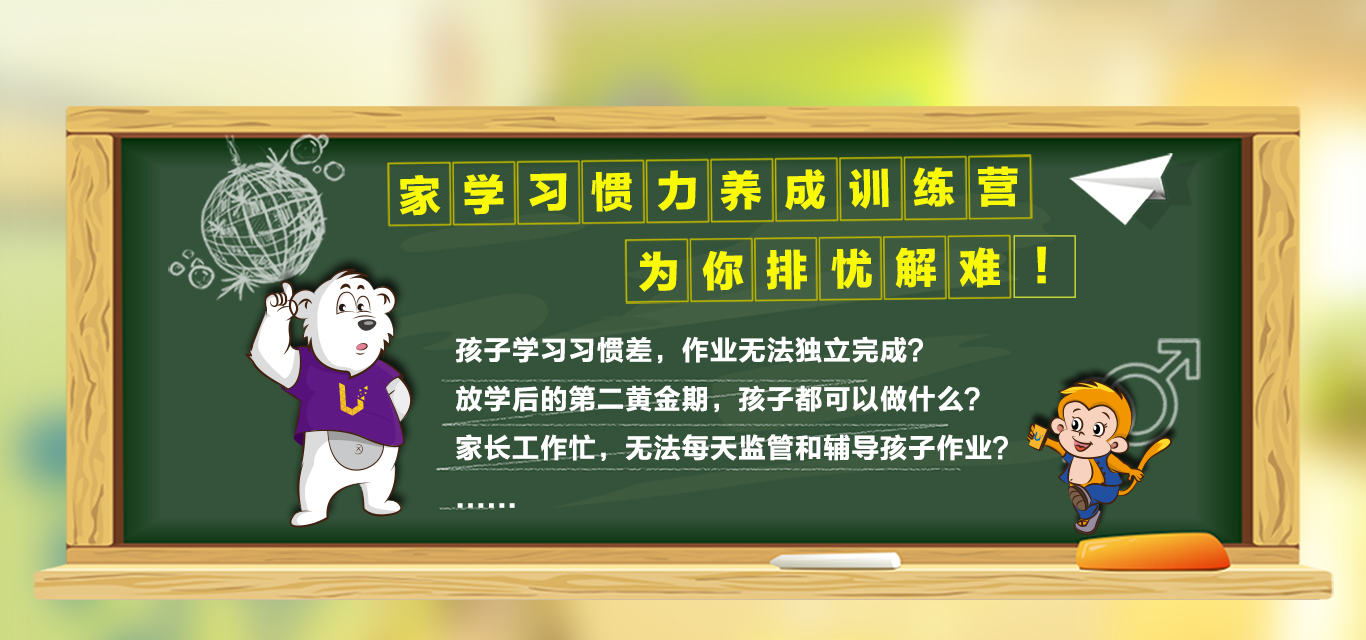 家学习惯力养成训练营
为你排忧解难！
孩子学习习惯差，作业无法独立完成？
放学后的第二黄金期，孩子都可以做什么？
家长工作忙，无法每天监管和辅导孩子作业？
……
U